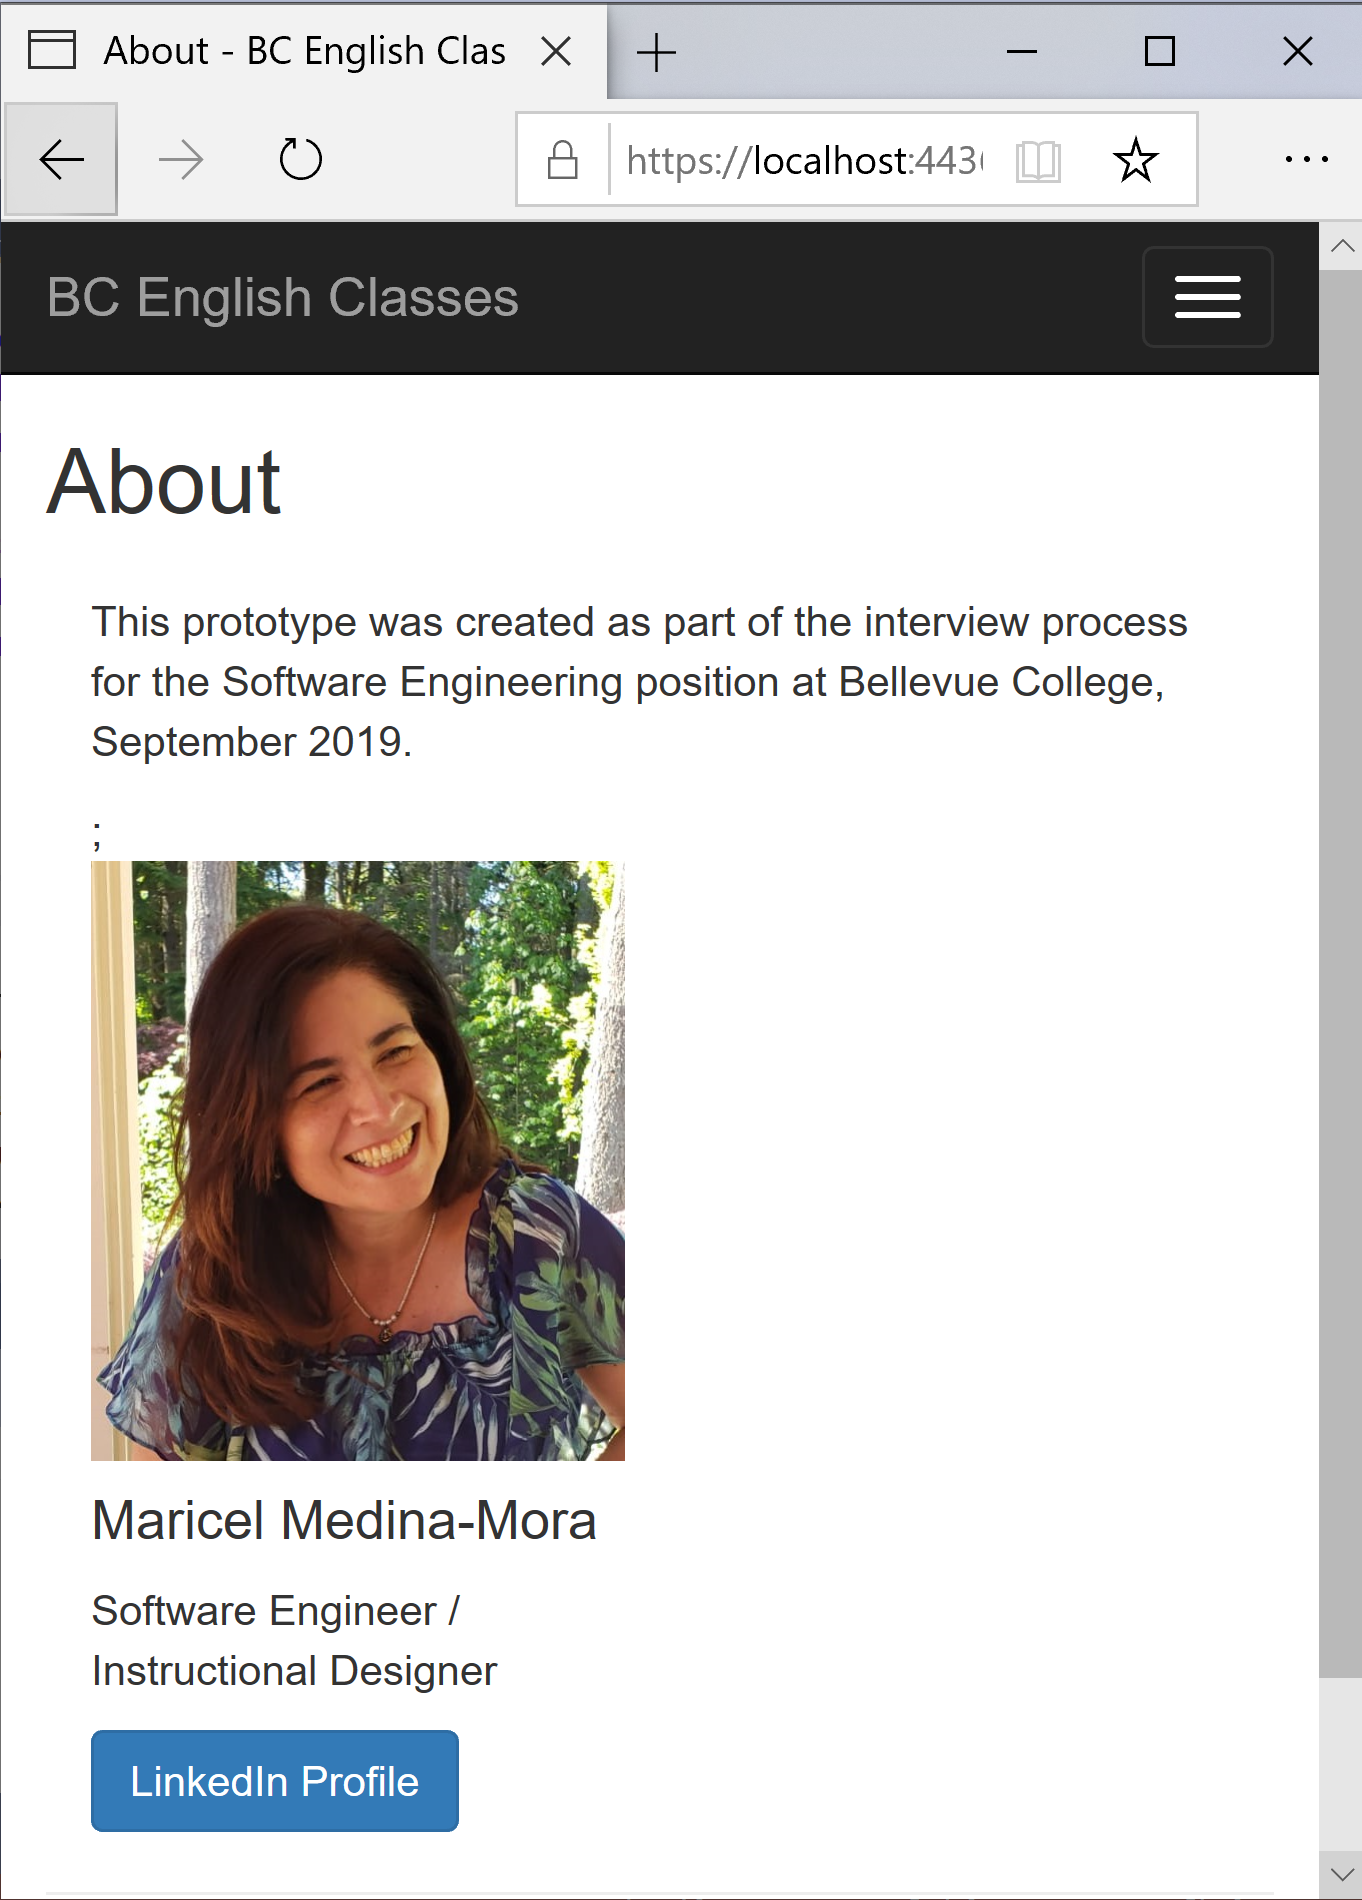 About - BC English Clas
https://localhost:443
BC English Classes
About
This prototype was created as part of the interview process
for the Software Engineering position at Bellevue College,
September 2019.
;
Maricel Medina-Mora
Software Engineer /
Instructional Designer
LinkedIn Profile